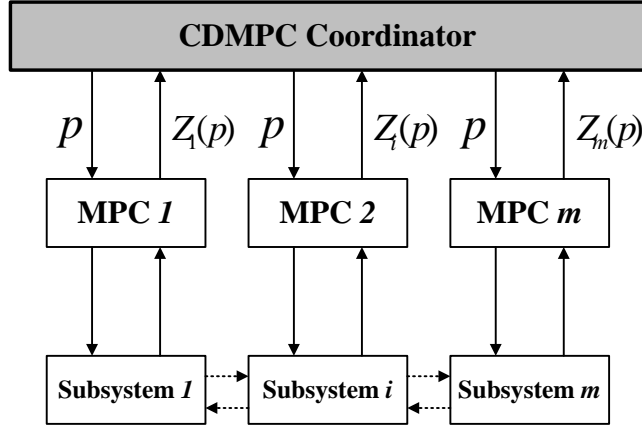 CDMPC Coordinator
p Z₁(p) p Zᵢ(p) p Zₘ(p)
MPC 1 MPC 2 MPC m
Subsystem 1 Subsystem i Subsystem m